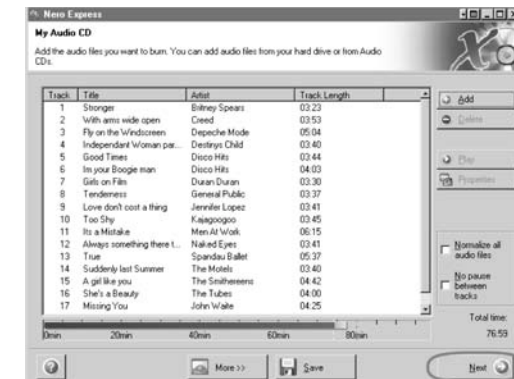 Nero Express
My Audio CD
Add the audio files you want to burn. You can add audio files from your hard drive or from Audio
CDs.
Track Title Artist Track Length
1 Stronger Britney Spears 03:23
2 With arms wide open Creed 03:53
3 Fly on the Windscreen Depeche Mode 05:04
4 Independant Woman par... Destinys Child 03:40
5 Good Times Disco Hits 03:44
6 Im your Boogie man Disco Hits 04:03
7 Girls on Film Duran Duran 03:30
8 Tenderness General Public 03:37
9 Love don't cost a thing Jennifer Lopez 03:41
10 Too Shy Kajagoogoo 03:45
11 Its a Mistake Men At Work 06:15
12 Always something there t... Naked Eyes 03:41
13 True Spandau Ballet 05:37
14 Suddenly last Summer The Motels 03:40
15 A girl like you The Smithereens 04:42
16 She's a Beauty The Tubes 04:00
17 Missing You John Waite 04:25
Add
Delete
Play
Properties
Normalize all
audio files
No pause
between
tracks
Total time:
76:59
0min 20min 40min 60min 80min
More >> Save Next